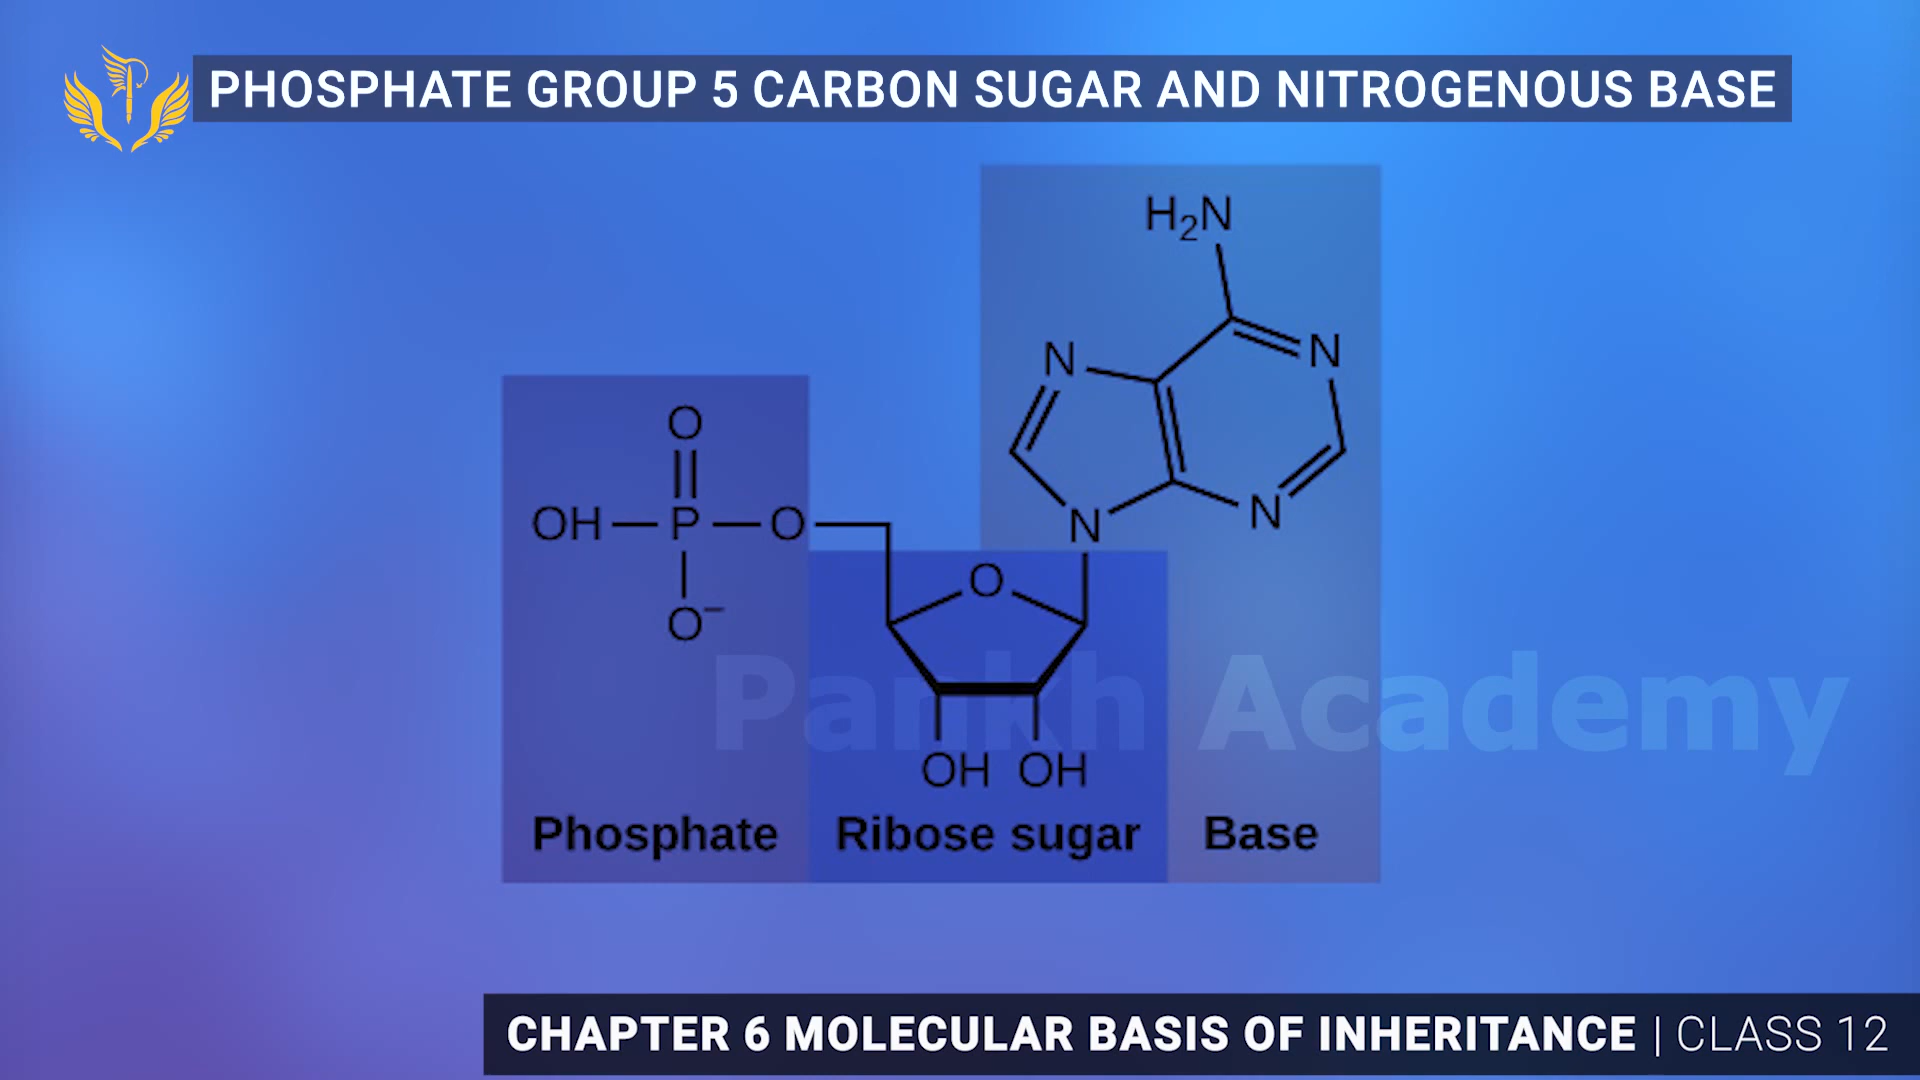 PHOSPHATE GROUP 5 CARBON SUGAR AND NITROGENOUS BASE
H₂N
N
N
O
OH
P
O
N
N
O
O⁻
Pankh Academy
OH OH
Phosphate
Ribose sugar
Base
CHAPTER 6 MOLECULAR BASIS OF INHERITANCE | CLASS 12